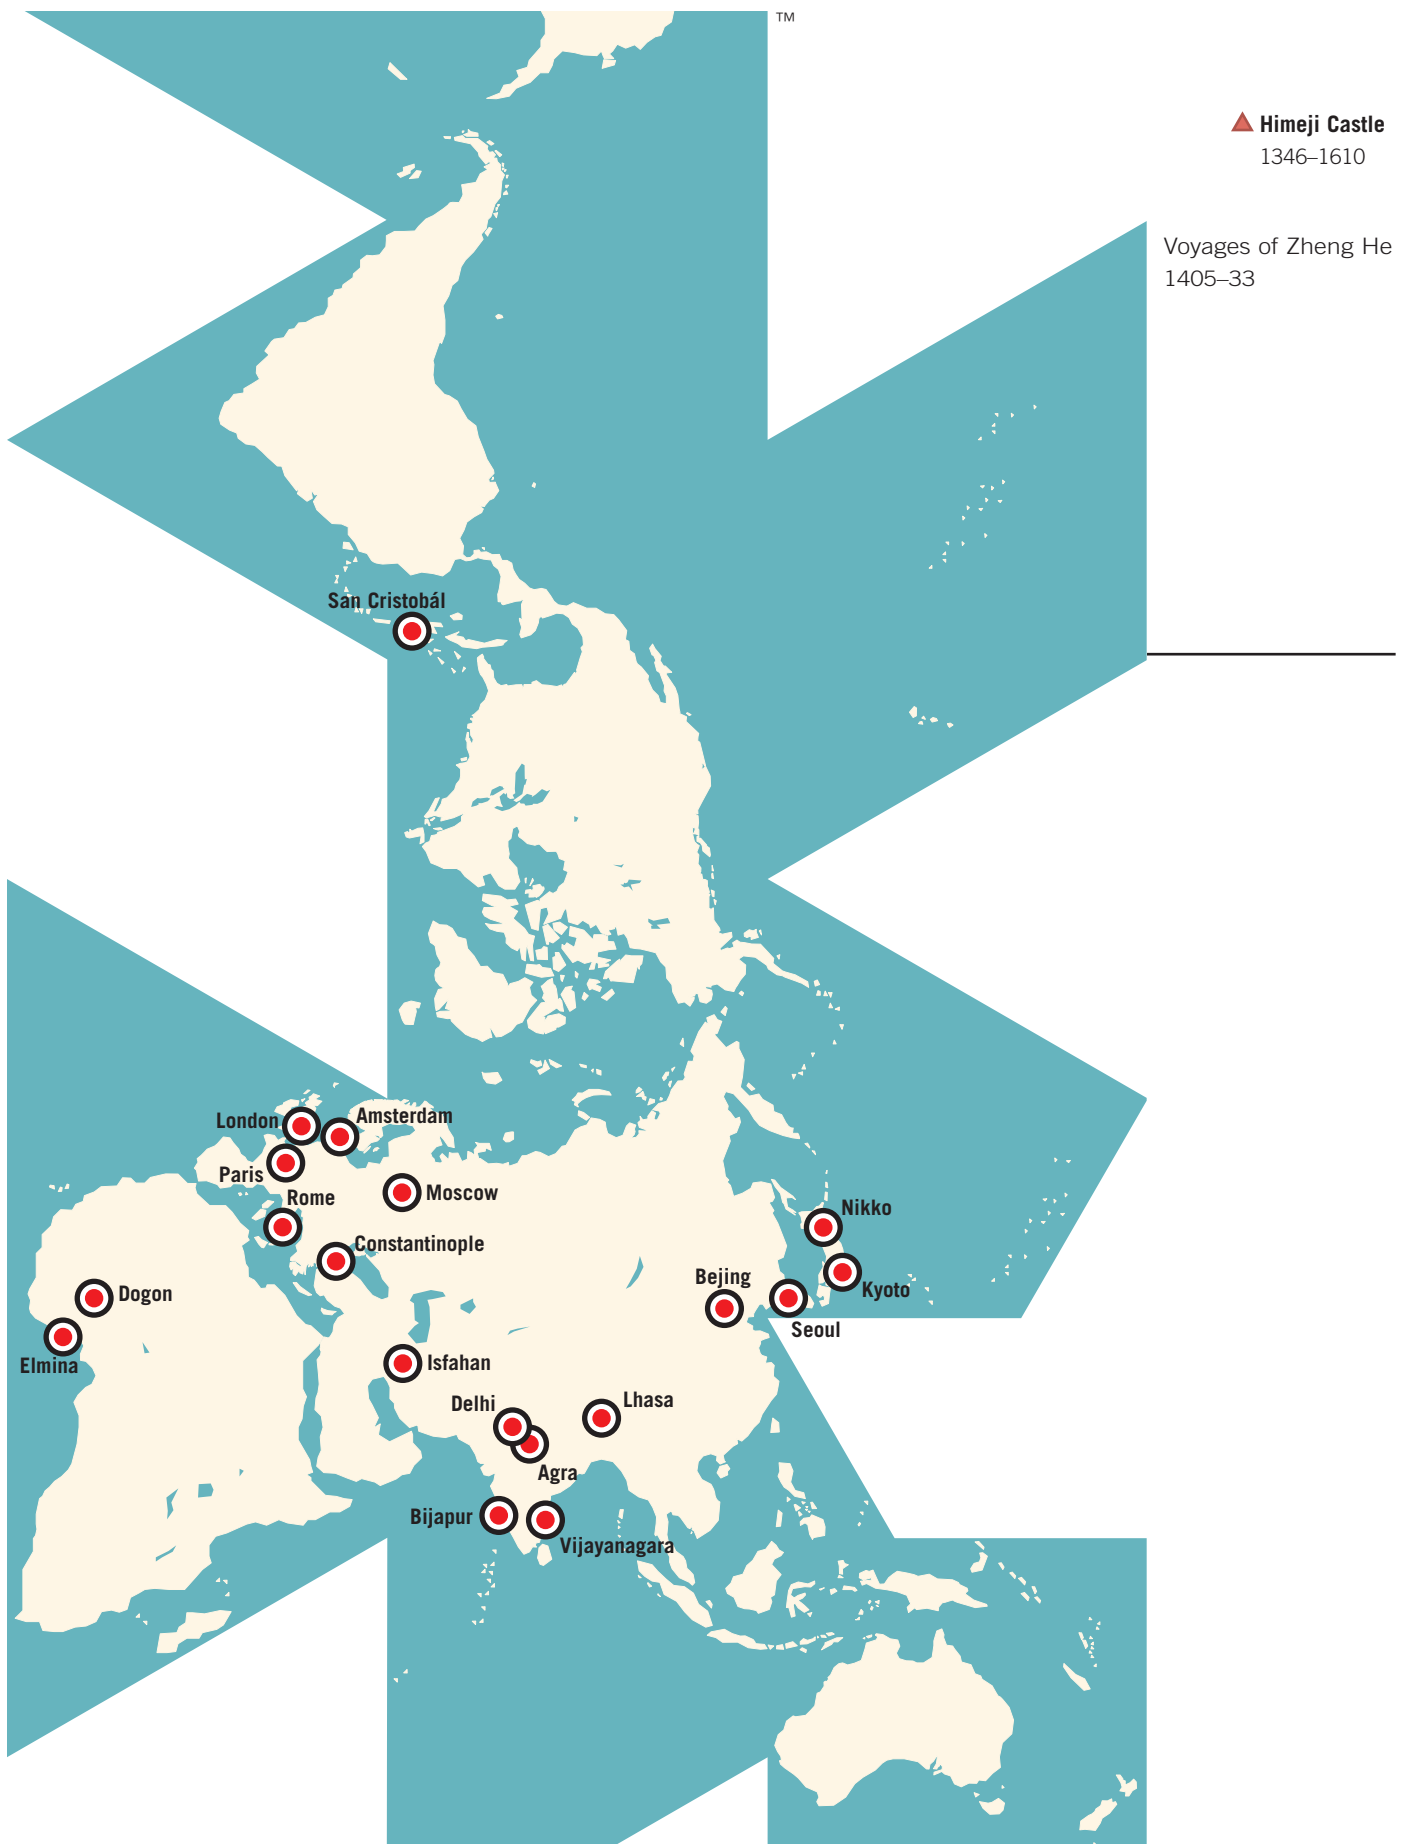 TM
Himeji Castle
1346–1610
Voyages of Zheng He
1405–33
San Cristobál
London
Amsterdam
Paris
Moscow
Rome
Nikko
Constantinople
Bejing
Kyoto
Dogon
Seoul
Elmina
Isfahan
Delhi
Lhasa
Agra
Bijapur
Vijayanagara